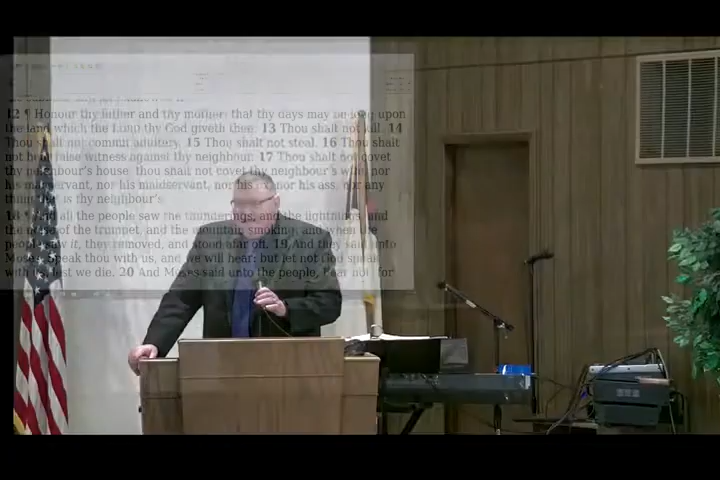 12 ¶ Honour thy father and thy mother: that thy days may be long upon
the land which the LORD thy God giveth thee. 13 Thou shalt not kill. 14
Thou shalt not commit adultery. 15 Thou shalt not steal. 16 Thou shalt
not bear false witness against thy neighbour. 17 Thou shalt not covet
thy neighbour's house, thou shalt not covet thy neighbour's wife, nor
his manservant, nor his maidservant, nor his ox, nor his ass, nor any
thing that is thy neighbour's.
18 ¶ And all the people saw the thunderings, and the lightnings, and
the noise of the trumpet, and the mountain smoking: and when the
people saw it, they removed, and stood afar off. 19 And they said unto
Moses, Speak thou with us, and we will hear: but let not God speak
with us, lest we die. 20 And Moses said unto the people, Fear not: for